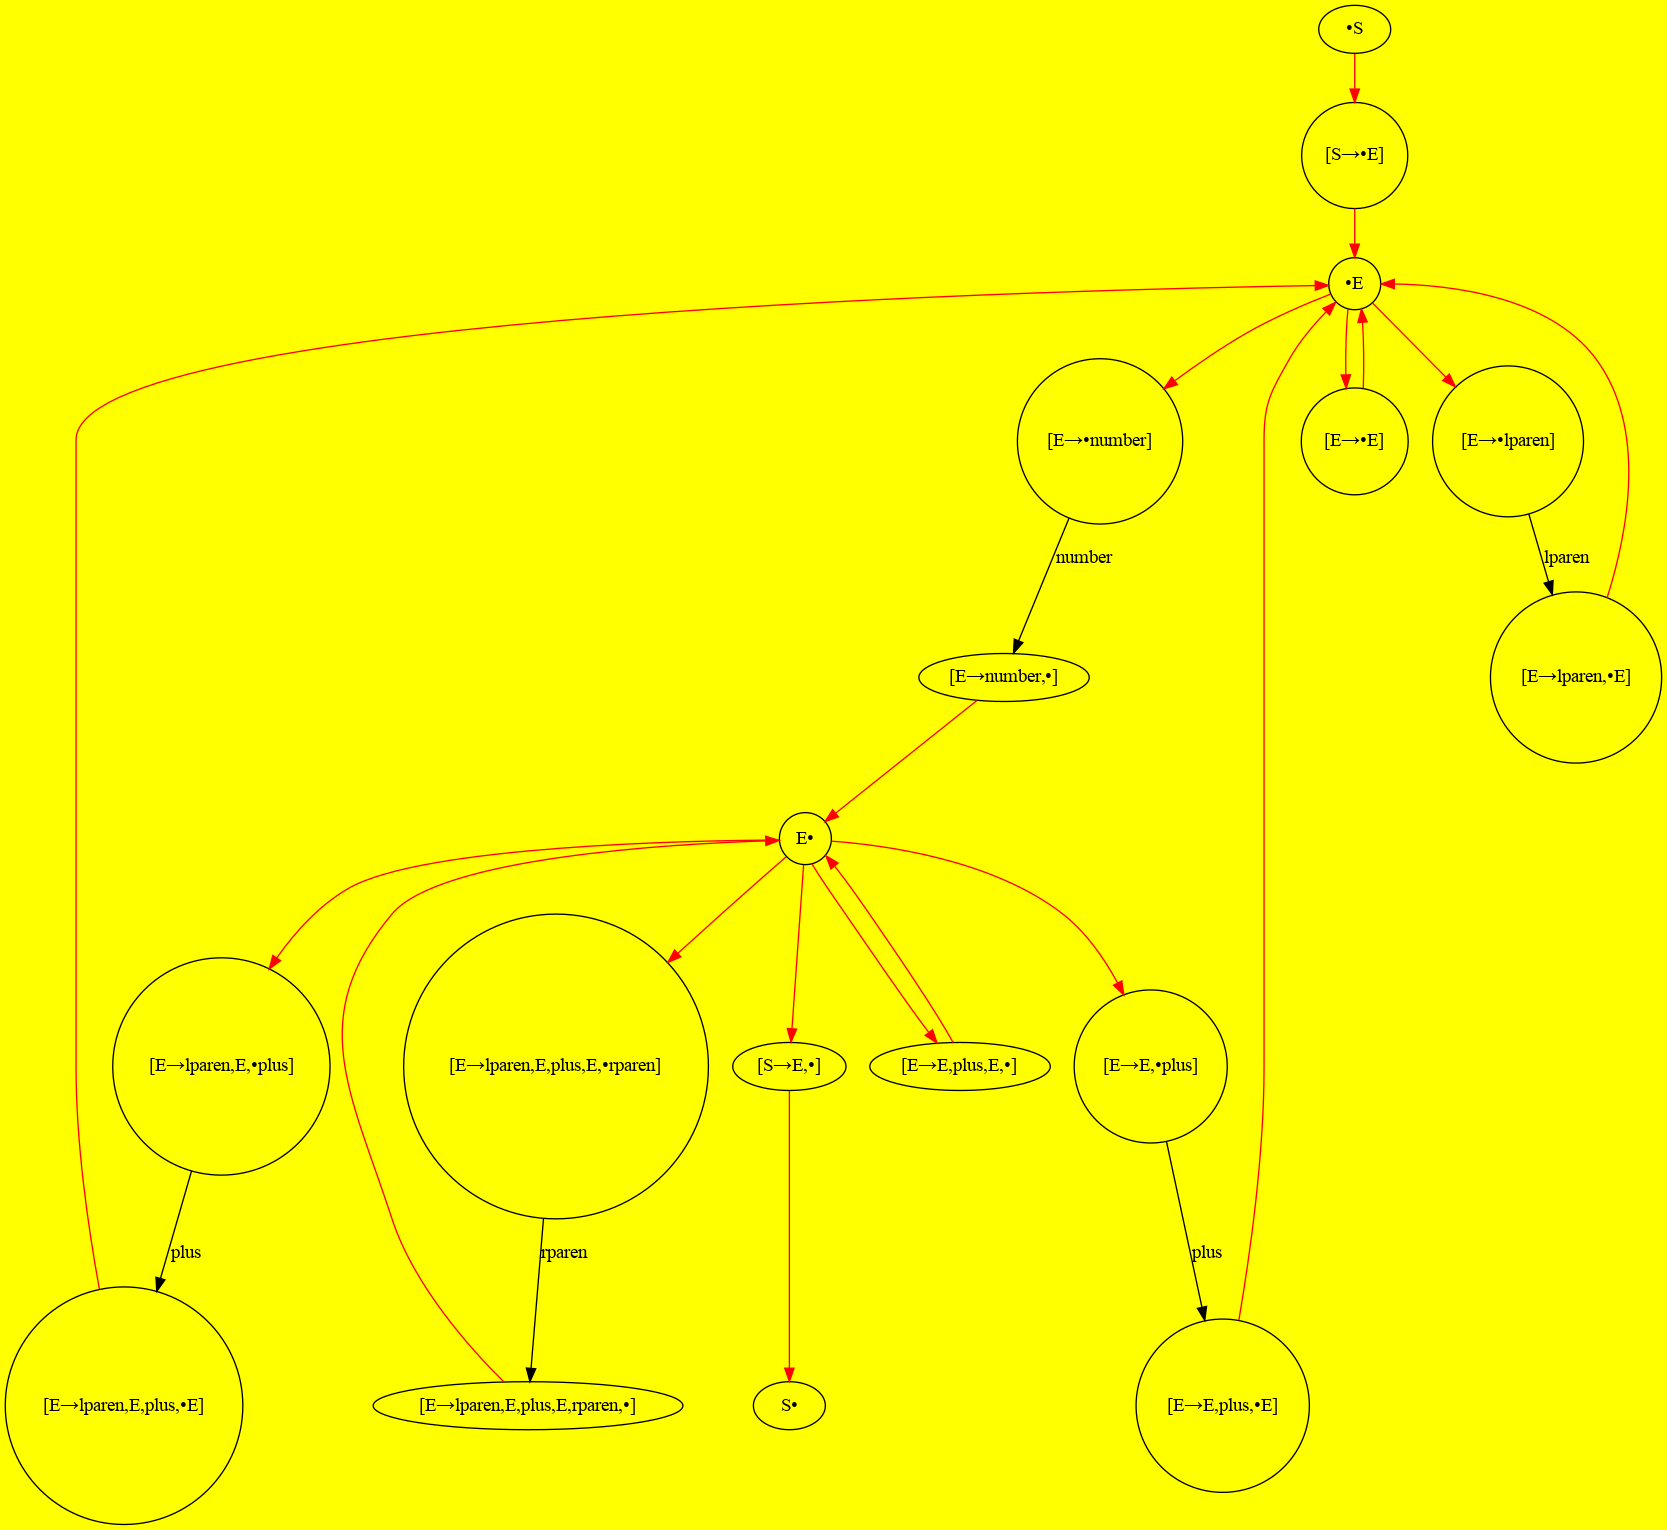 •S
[S→•E]
•E
[E→•number]
[E→•E]
[E→•lparen]
number
lparen
[E→number,•]
[E→lparen,•E]
E•
[E→lparen,E,•plus]
[E→lparen,E,plus,E,•rparen]
[S→E,•]
[E→E,plus,E,•]
[E→E,•plus]
plus
rparen
plus
[E→lparen,E,plus,•E]
[E→lparen,E,plus,E,rparen,•]
S•
[E→E,plus,•E]